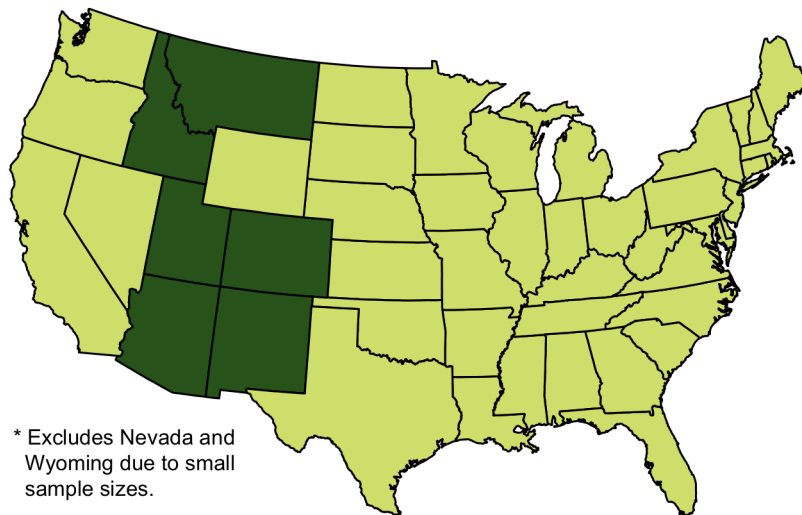 * Excludes Nevada and
Wyoming due to small
sample sizes.